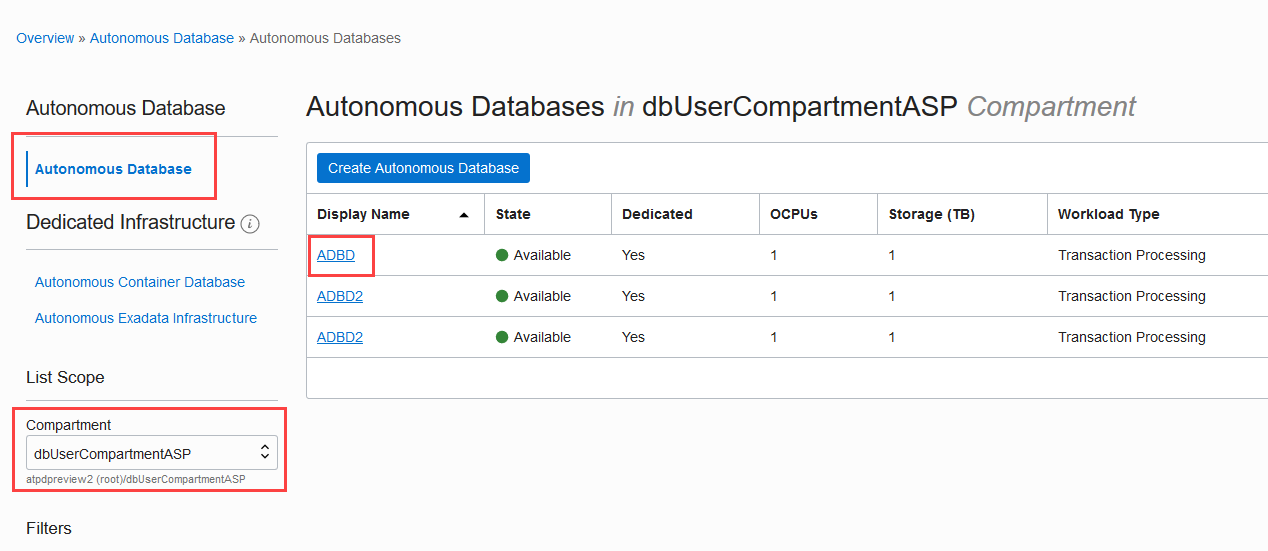 Overview » Autonomous Database » Autonomous Databases
Autonomous Database
Autonomous Database
Dedicated Infrastructure i
Autonomous Container Database
Autonomous Exadata Infrastructure
List Scope
Compartment
dbUserCompartmentASP
atpdpreview2 (root)/dbUserCompartmentASP
Filters
Autonomous Databases in dbUserCompartmentASP Compartment
Create Autonomous Database
Display Name State Dedicated OCPUs Storage (TB) Workload Type
ADBD Available Yes 1 1 Transaction Processing
ADBD2 Available Yes 1 1 Transaction Processing
ADBD2 Available Yes 1 1 Transaction Processing